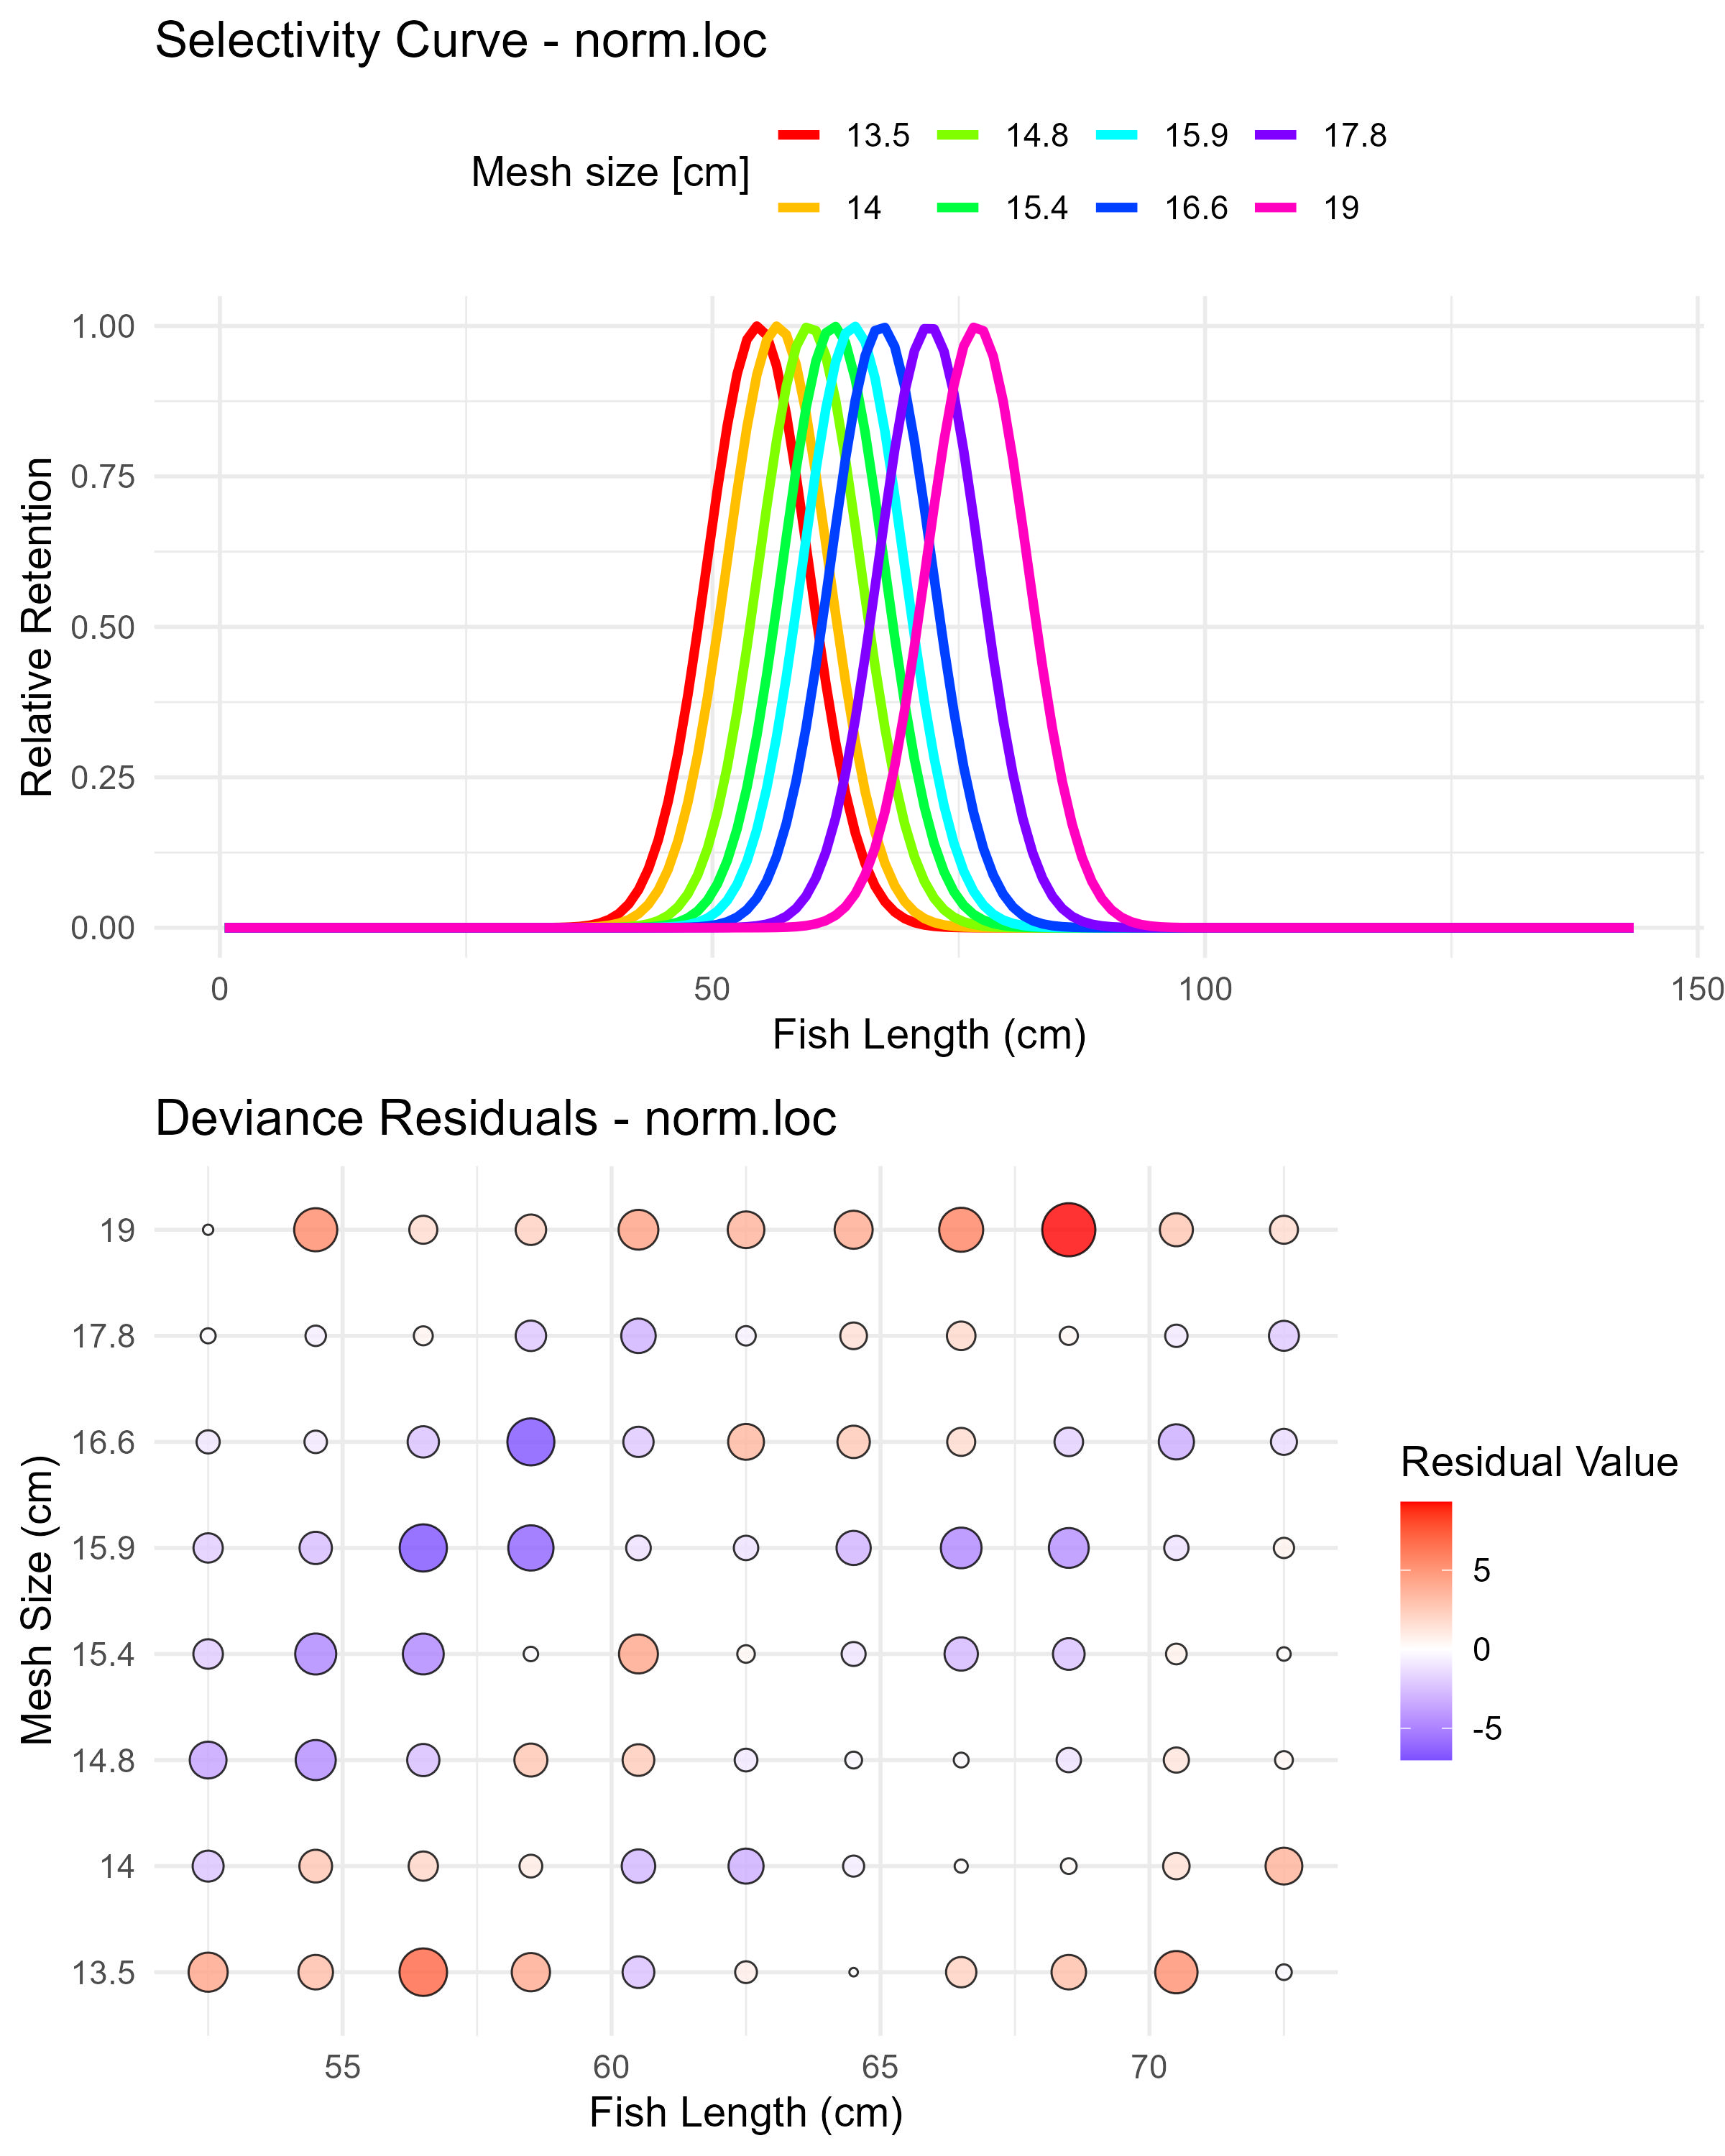 Selectivity Curve - norm.loc
Mesh size [cm]
13.5 14.8 15.9 17.8
14 15.4 16.6 19
Relative Retention
1.00
0.75
0.50
0.25
0.00
0 50 100 150
Fish Length (cm)
Deviance Residuals - norm.loc
Mesh Size (cm)
19
17.8
16.6
15.9
15.4
14.8
14
13.5
55 60 65 70
Fish Length (cm)
Residual Value
5
0
-5